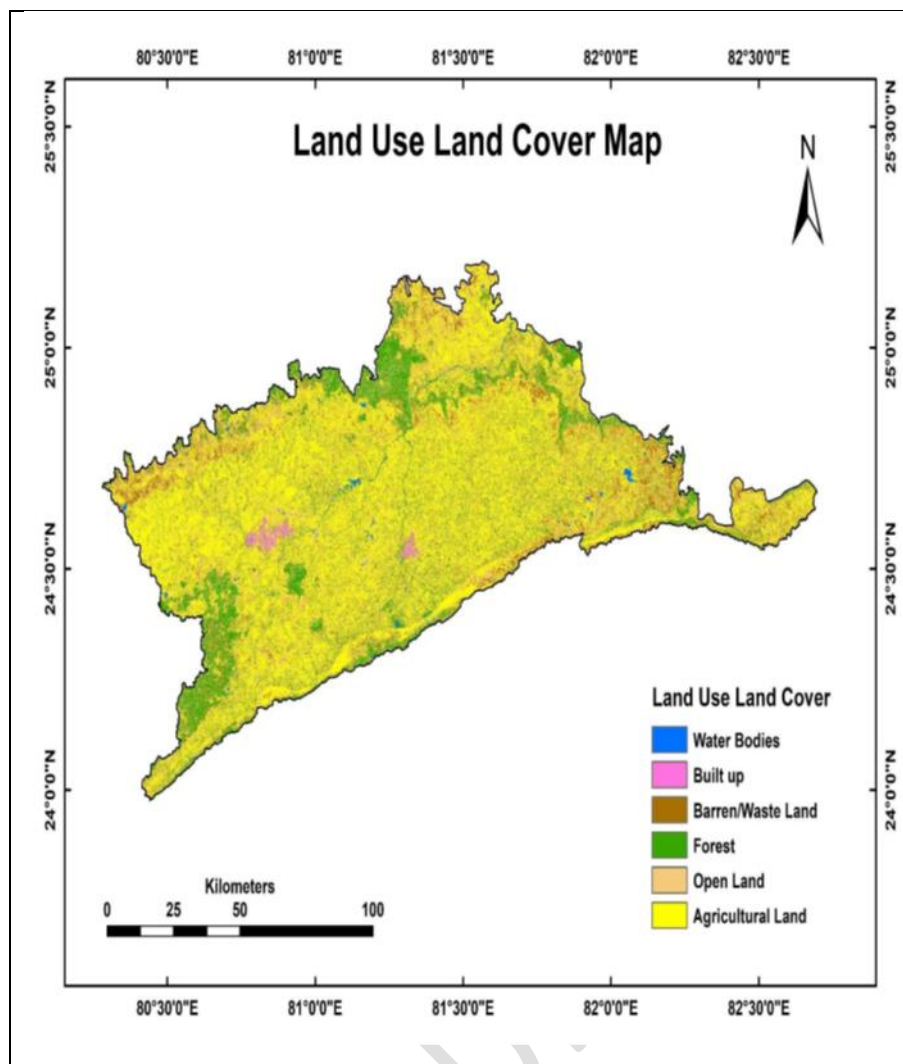 80°30'0"E 81°0'0"E 81°30'0"E 82°0'0"E 82°30'0"E
25°30'0"N
25°0'0"N
24°30'0"N
24°0'0"N
Land Use Land Cover Map
N
25°30'0"N
25°0'0"N
24°30'0"N
24°0'0"N
Land Use Land Cover
Water Bodies
Built up
Barren/Waste Land
Forest
Open Land
Agricultural Land
Kilometers
0 25 50 100
80°30'0"E 81°0'0"E 81°30'0"E 82°0'0"E 82°30'0"E